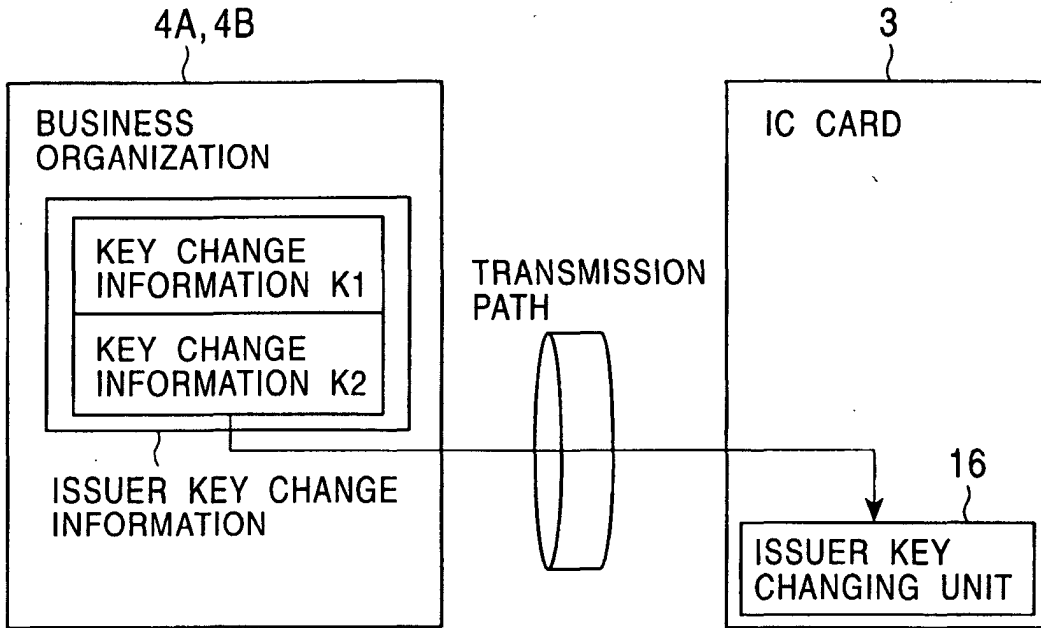 4A, 4B
3
BUSINESS
ORGANIZATION
IC CARD
KEY CHANGE
INFORMATION K1
KEY CHANGE
INFORMATION K2
TRANSMISSION
PATH
ISSUER KEY CHANGE
INFORMATION
16
ISSUER KEY
CHANGING UNIT